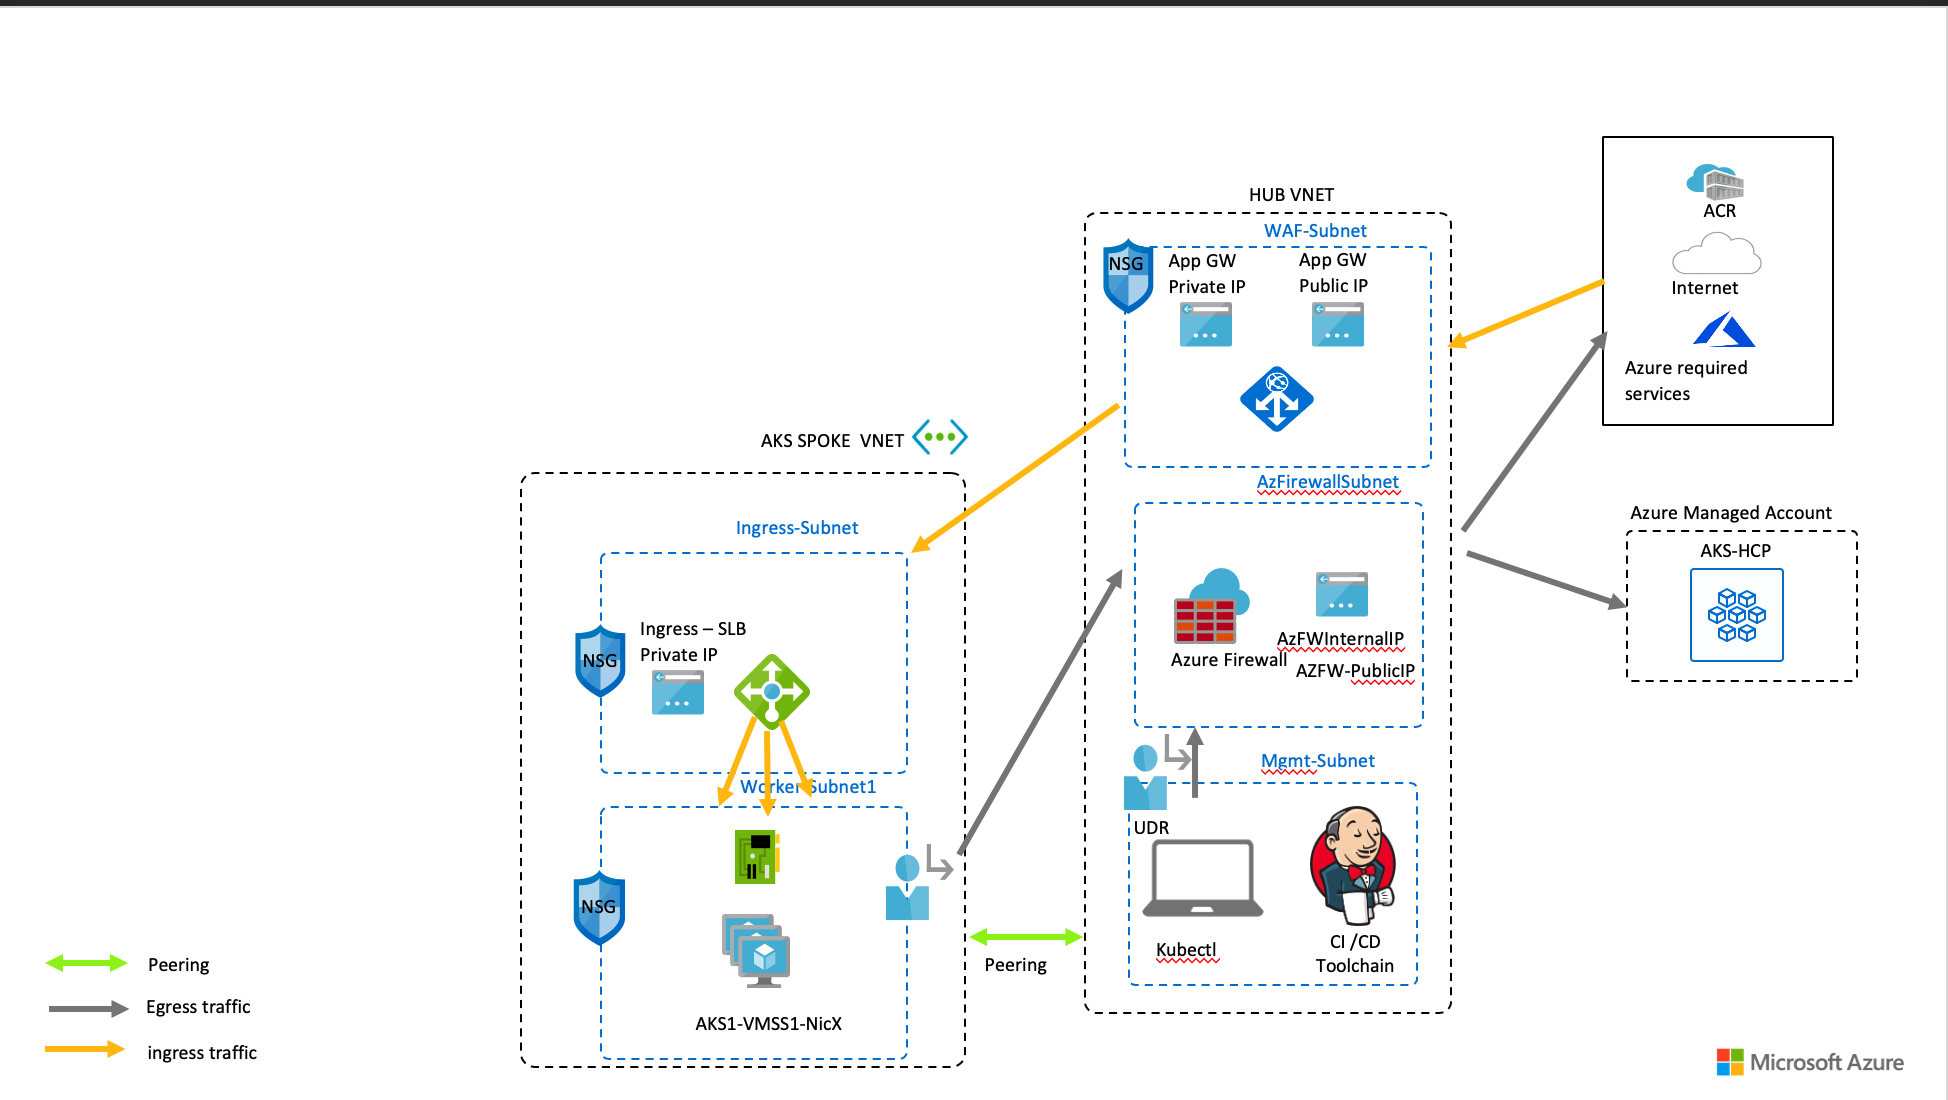 ACR
Internet
Azure required
services
HUB VNET
WAF-Subnet
NSG
App GW
Private IP
App GW
Public IP
AKS SPOKE  VNET
AzFirewallSubnet
Azure Managed Account
AKS-HCP
Ingress-Subnet
NSG
Ingress – SLB
Private IP
Azure Firewall
AzFWInternalIP
AZFW-PublicIP
Worker-Subnet1
Mgmt-Subnet
UDR
NSG
Kubectl
CI /CD
Toolchain
AKS1-VMSS1-NicX
Peering
Peering
Egress traffic
ingress traffic
Microsoft Azure